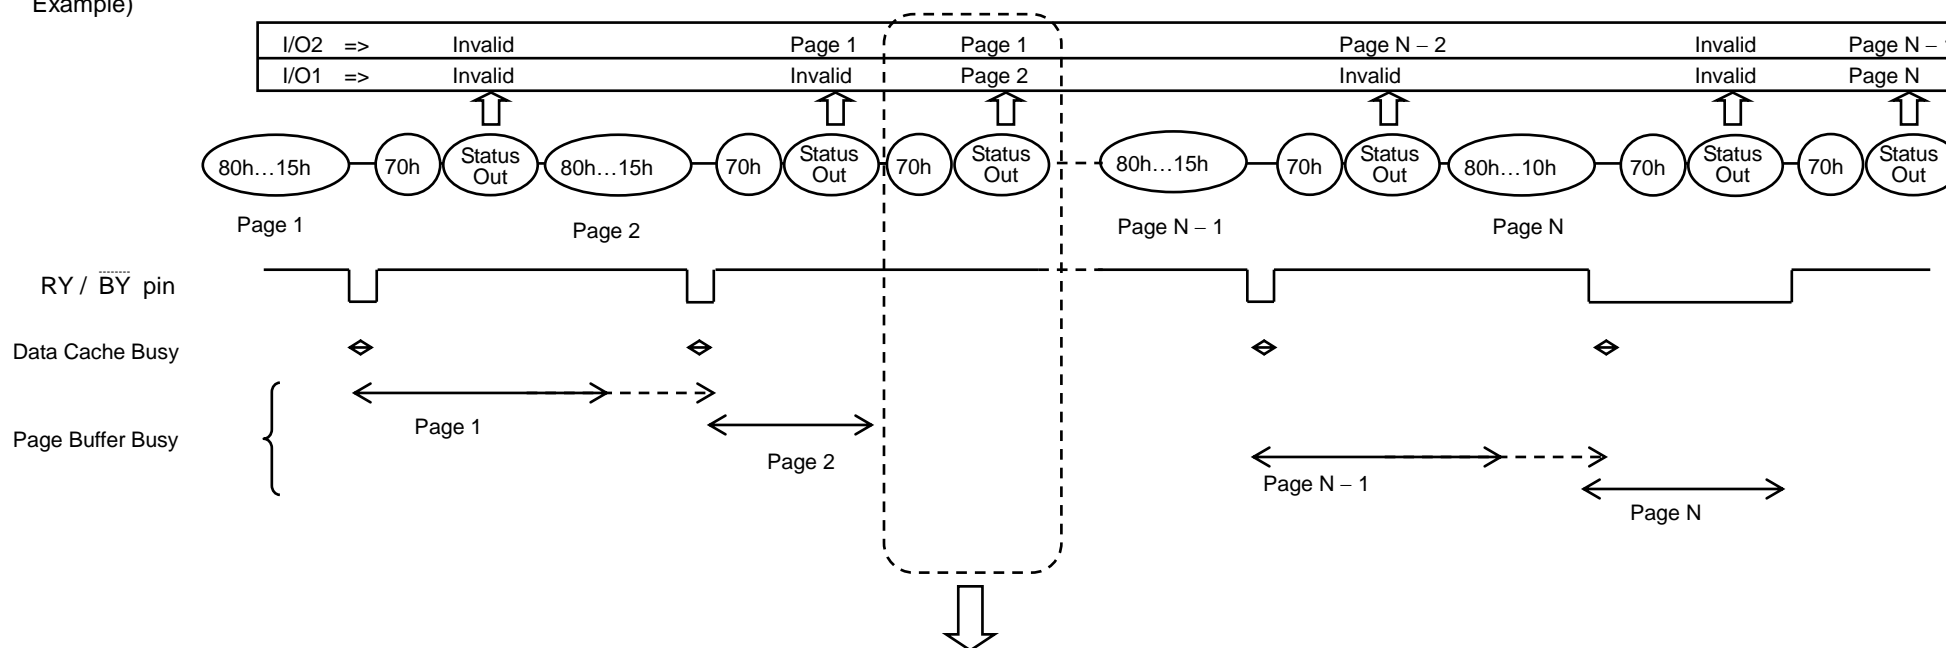 Example)
I/O2 => Invalid Page 1 Page 1 Page N – 2 Invalid Page N –
I/O1 => Invalid Invalid Page 2 Invalid Invalid Page N
80h…15h 70h Status Out 80h…15h 70h Status Out 70h Status Out 80h…15h 70h Status Out 80h…10h 70h Status Out 70h Status Out
Page 1 Page 2 Page N – 1 Page N
RY / BY pin
Data Cache Busy
Page 1
Page Buffer Busy
Page 2
Page N – 1
Page N